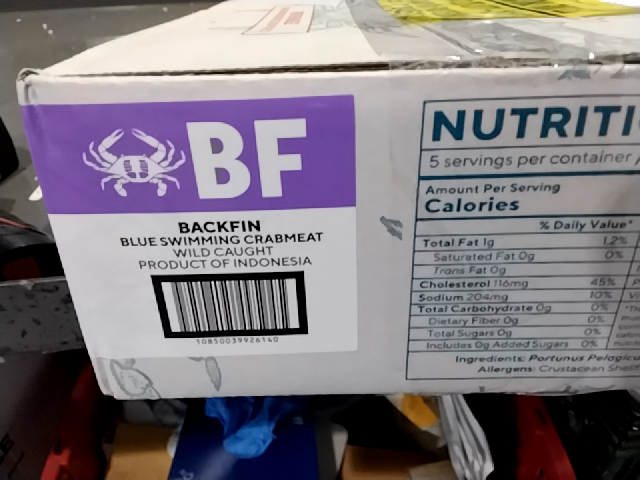 BF
BACKFIN
BLUE SWIMMING CRABMEAT
WILD CAUGHT
PRODUCT OF INDONESIA
10850039926140
NUTRITI
5 servings per container
Amount Per Serving
Calories
% Daily Value*
Total Fat 1g 1.2%
Saturated Fat 0g 0%
Trans Fat 0g
Cholesterol 116mg 45%
Sodium 204mg 10%
Total Carbohydrate 0g 0%
Dietary Fiber 0g 0%
Total Sugars 0g 0%
Includes 0g Added Sugars 0%
Ingredients: Portunus Pelagicu
Allergens: Crustacean Shell